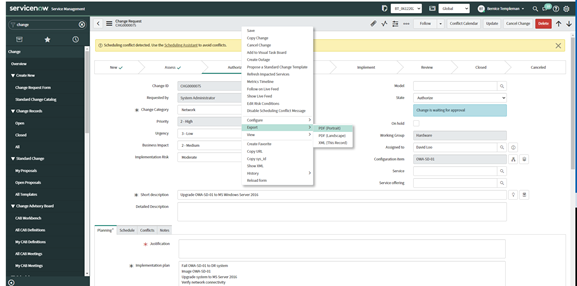 servicenow Service Management
BT_INU23S_
Global
Bernice Templeman
change
Change
Overview
Create New
Change Request Form
Standard Change Catalog
Change Records
Open
Closed
All
Standard Change
My Proposals
Open Proposals
All Templates
Change Advisory Board
CAB Workbench
All CAB Definitions
My CAB Definitions
All CAB Meetings
My CAB Meetings
Change Request
CHG0000075
Follow
Conflict Calendar
Update
Cancel Change
Delete
Scheduling conflict detected. Use the Scheduling Assistant to avoid conflicts.
New
Assess
Implement
Review
Closed
Canceled
Change ID
CHG0000075
Requested by
System Administrator
Change Category
Network
Priority
2 - High
Urgency
3 - Low
Business impact
2 - Medium
Implementation Risk
Moderate
Short description
Upgrade OWA-SD-01 to MS Windows Server 2016
Detailed Description
Save
Copy Change
Cancel Change
Add to Visual Task Board
Create Outage
Propose a Standard Change Template
Refresh Impacted Services
Metrics Timeline
Follow on Live Feed
Show Live Feed
Edit Risk Conditions
Disable Scheduling Conflict Message
Configure
Export
View
Create Favorite
Copy URL
Copy sys_id
Show XML
History
Reload form
PDF (Portrait)
PDF (Landscape)
XML (This Record)
Model
State
Authorize
Change is waiting for approval
On hold
Working Group
Hardware
Assigned to
David Loo
Configuration item
OWA-SD-01
Service
Service offering
Planning
Schedule
Conflicts
Notes
Justification
Implementation plan
Fail OWA-SD-01 to DR system
Image OWA-SD-01
Upgrade system to MS Server 2016
Verify network connectivity